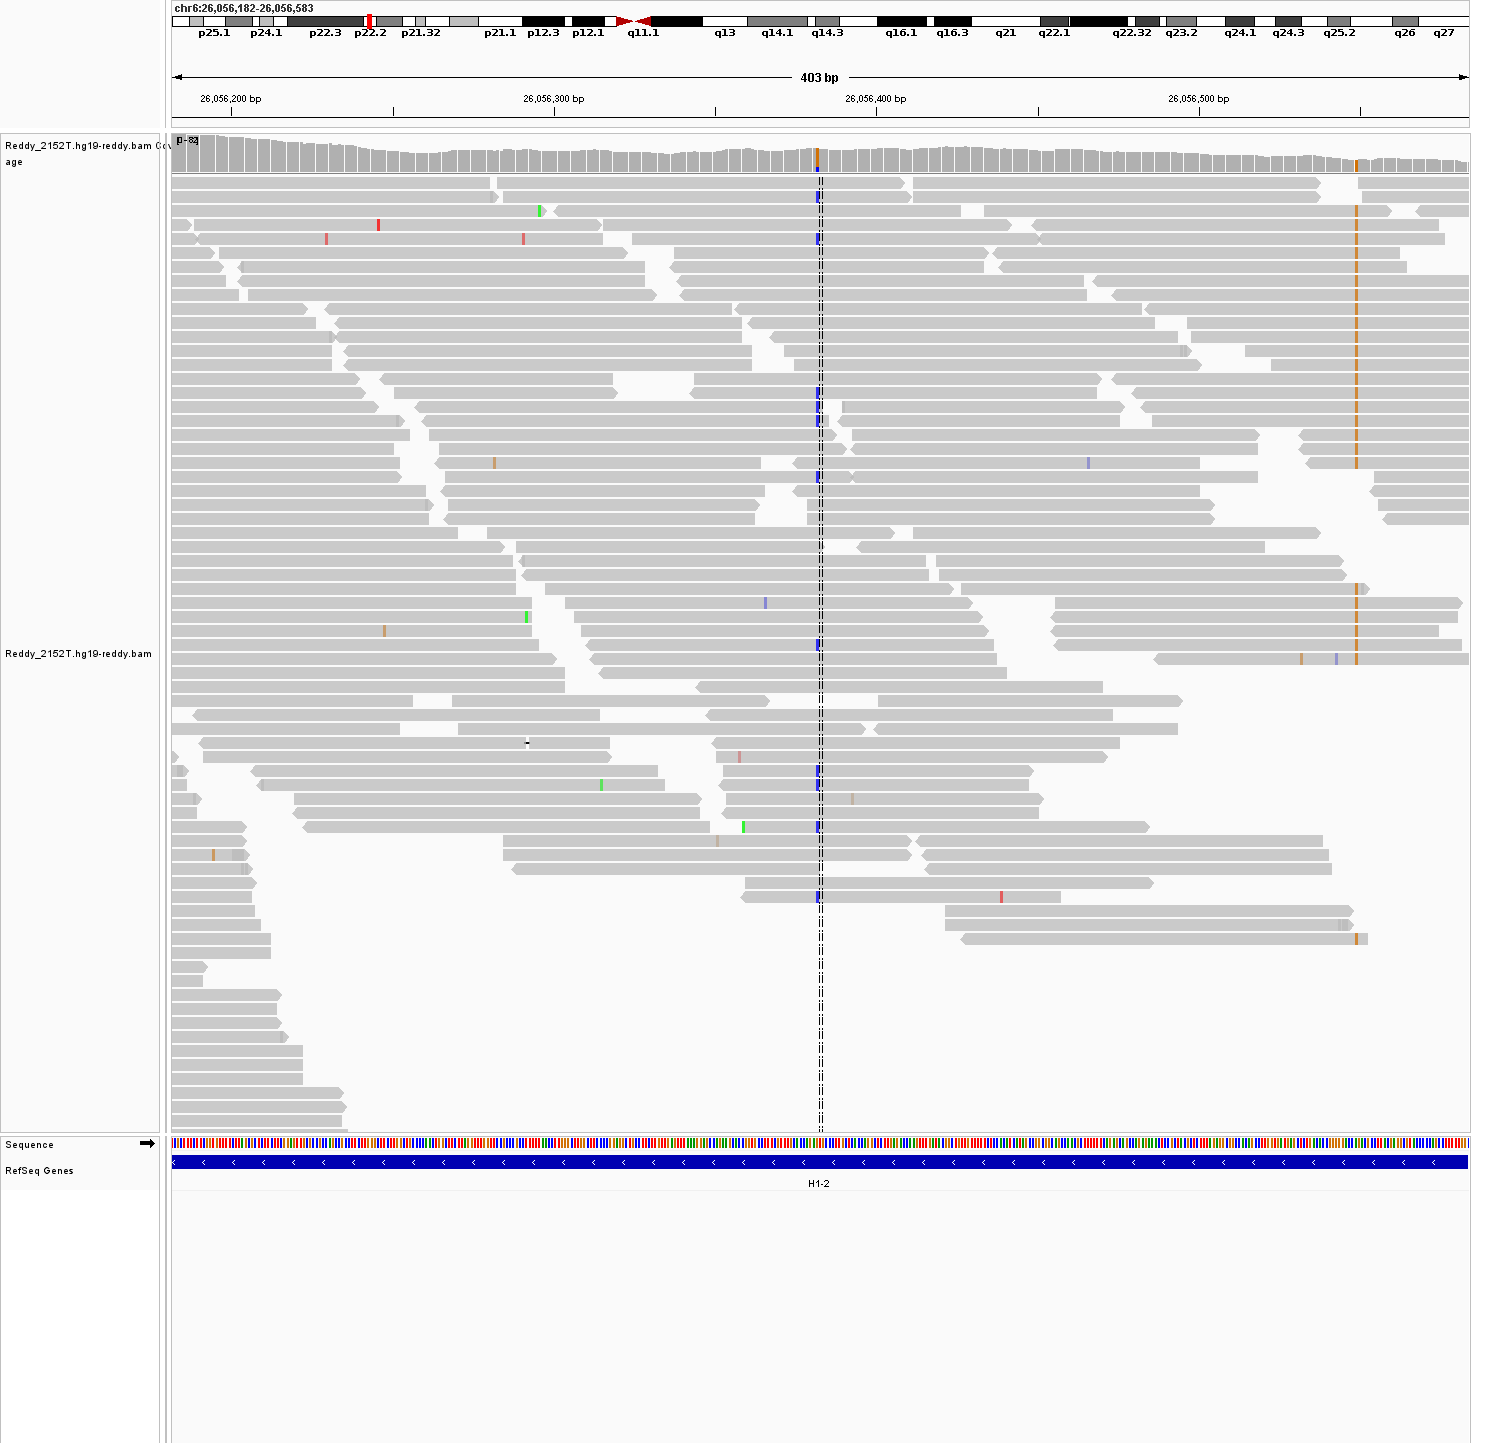 chr6:26,056,182-26,056,583
p25.1 p24.1 p22.3 p22.2 p21.32 p21.1 p12.3 p12.1 q11.1 q13 q14.1 q14.3 q16.1 q16.3 q21 q22.1 q22.32 q23.2 q24.1 q24.3 q25.2 q26 q27
403 bp
26,056,200 bp 26,056,300 bp 26,056,400 bp 26,056,500 bp
Reddy_2152T.hg19-reddy.bam Cov
age
[0 - 82]
Reddy_2152T.hg19-reddy.bam
Sequence
RefSeq Genes
H1-2